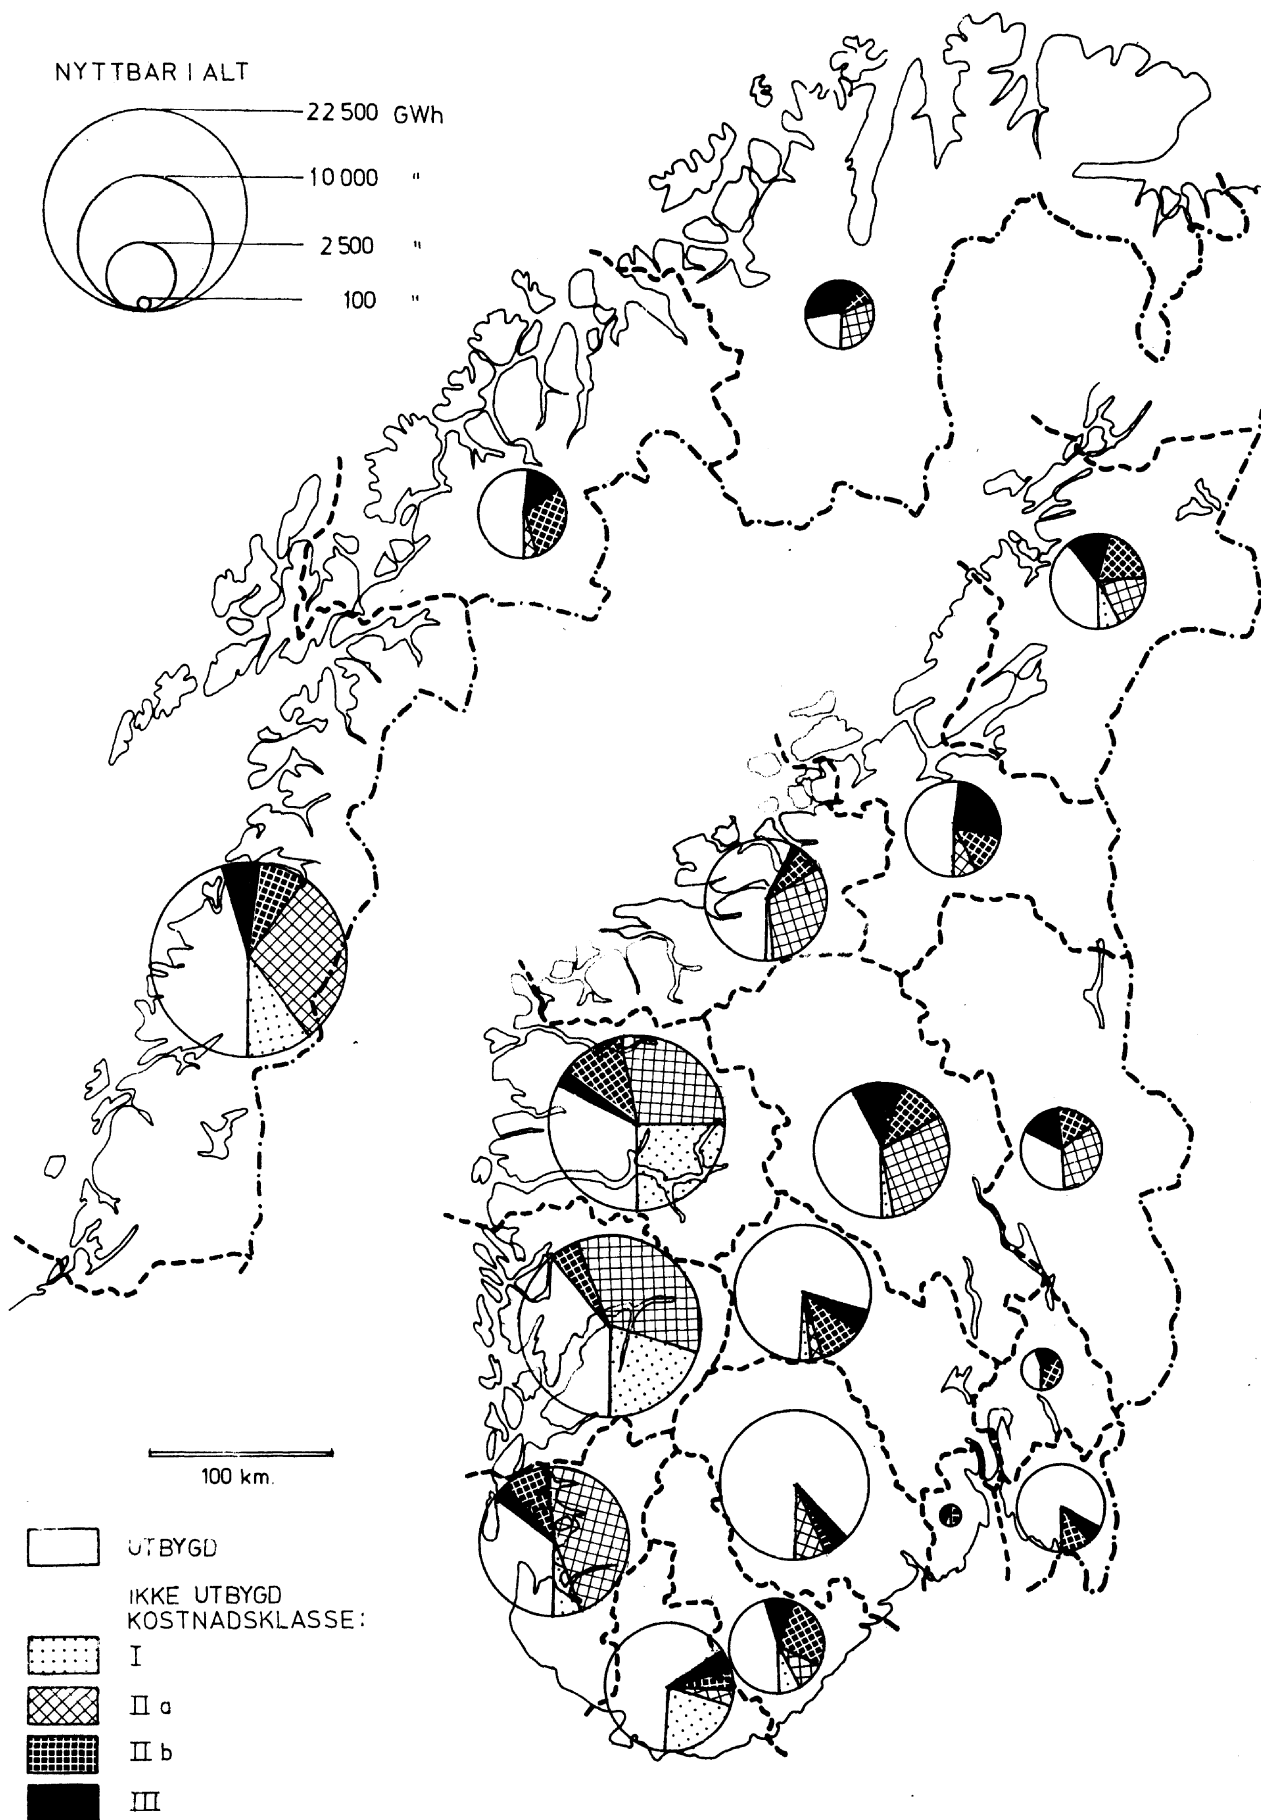 NYTTBAR I ALT
22 500 GWh
10 000 "
2 500 "
100 "
100 km.
UTBYGD
IKKE UTBYGD
KOSTNADSKLASSE:
I
II a
II b
III